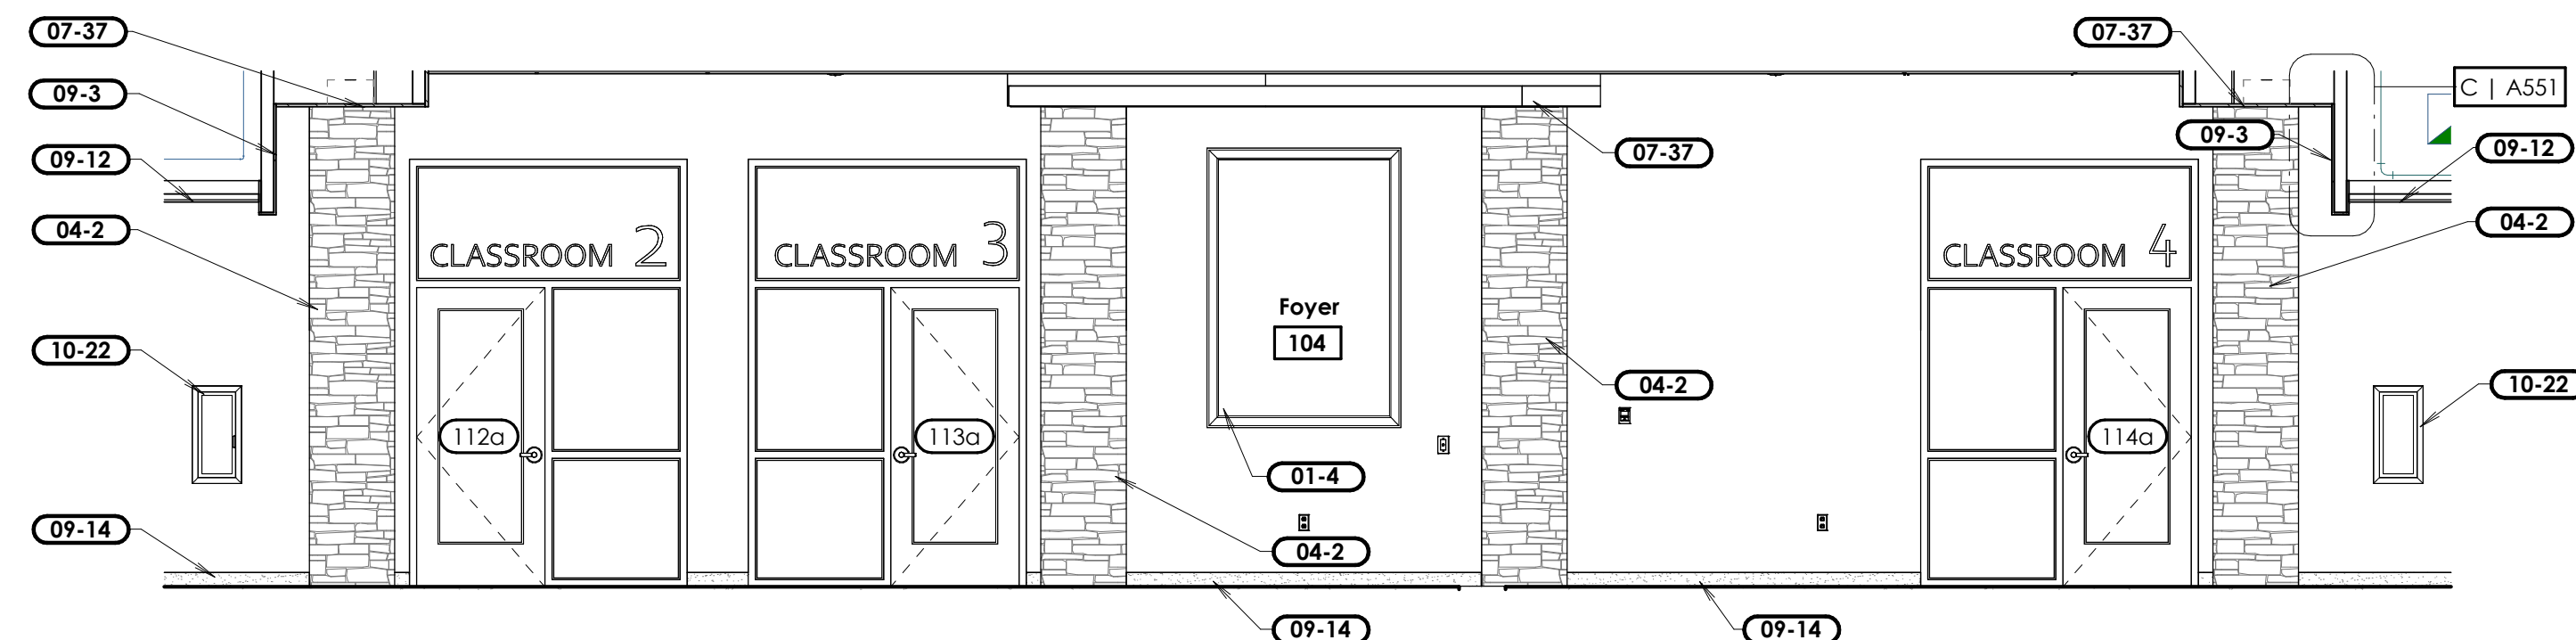 07-37
07-37
09-3
C | A551
09-3
09-12
09-12
07-37
04-2
04-2
CLASSROOM 2
CLASSROOM 3
CLASSROOM 4
Foyer
104
10-22
04-2
10-22
112a
113a
114a
01-4
09-14
04-2
09-14
09-14